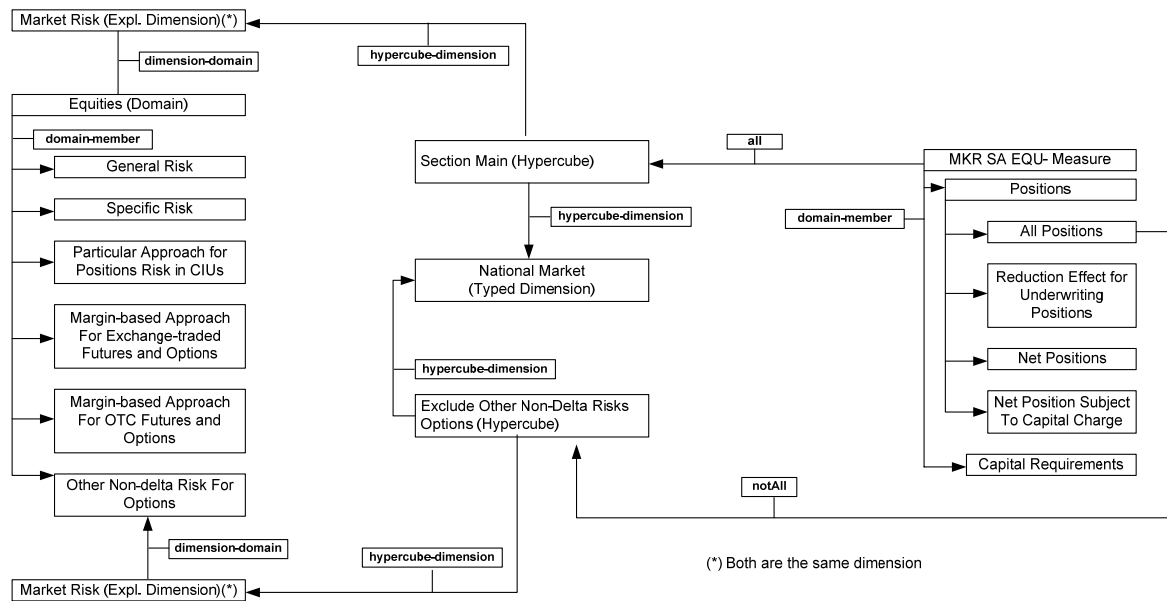 Market Risk (Expl. Dimension)(*)
hypercube-dimension
dimension-domain
Equities (Domain)
domain-member
General Risk
Specific Risk
Particular Approach for
Positions Risk in CIUs
Margin-based Approach
For Exchange-traded
Futures and Options
Margin-based Approach
For OTC Futures and
Options
Other Non-delta Risk For
Options
dimension-domain
Market Risk (Expl. Dimension)(*)
hypercube-dimension
Section Main (Hypercube)
hypercube-dimension
National Market
(Typed Dimension)
hypercube-dimension
Exclude Other Non-Delta Risks
Options (Hypercube)
all
MKR SA EQU- Measure
Positions
domain-member
All Positions
Reduction Effect for
Underwriting
Positions
Net Positions
Net Position Subject
To Capital Charge
Capital Requirements
notAll
(*) Both are the same dimension